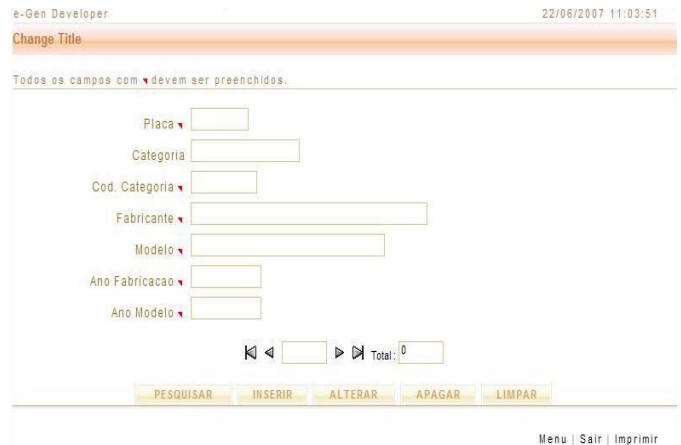 e-Gen Developer 22/06/2007 11:03:51
Change Title
Todos os campos com devem ser preenchidos.
Placa
Categoria
Cod. Categoria
Fabricante
Modelo
Ano Fabricacao
Ano Modelo
Total: 0
PESQUISAR INSERIR ALTERAR APAGAR LIMPAR
Menu | Sair | Imprimir